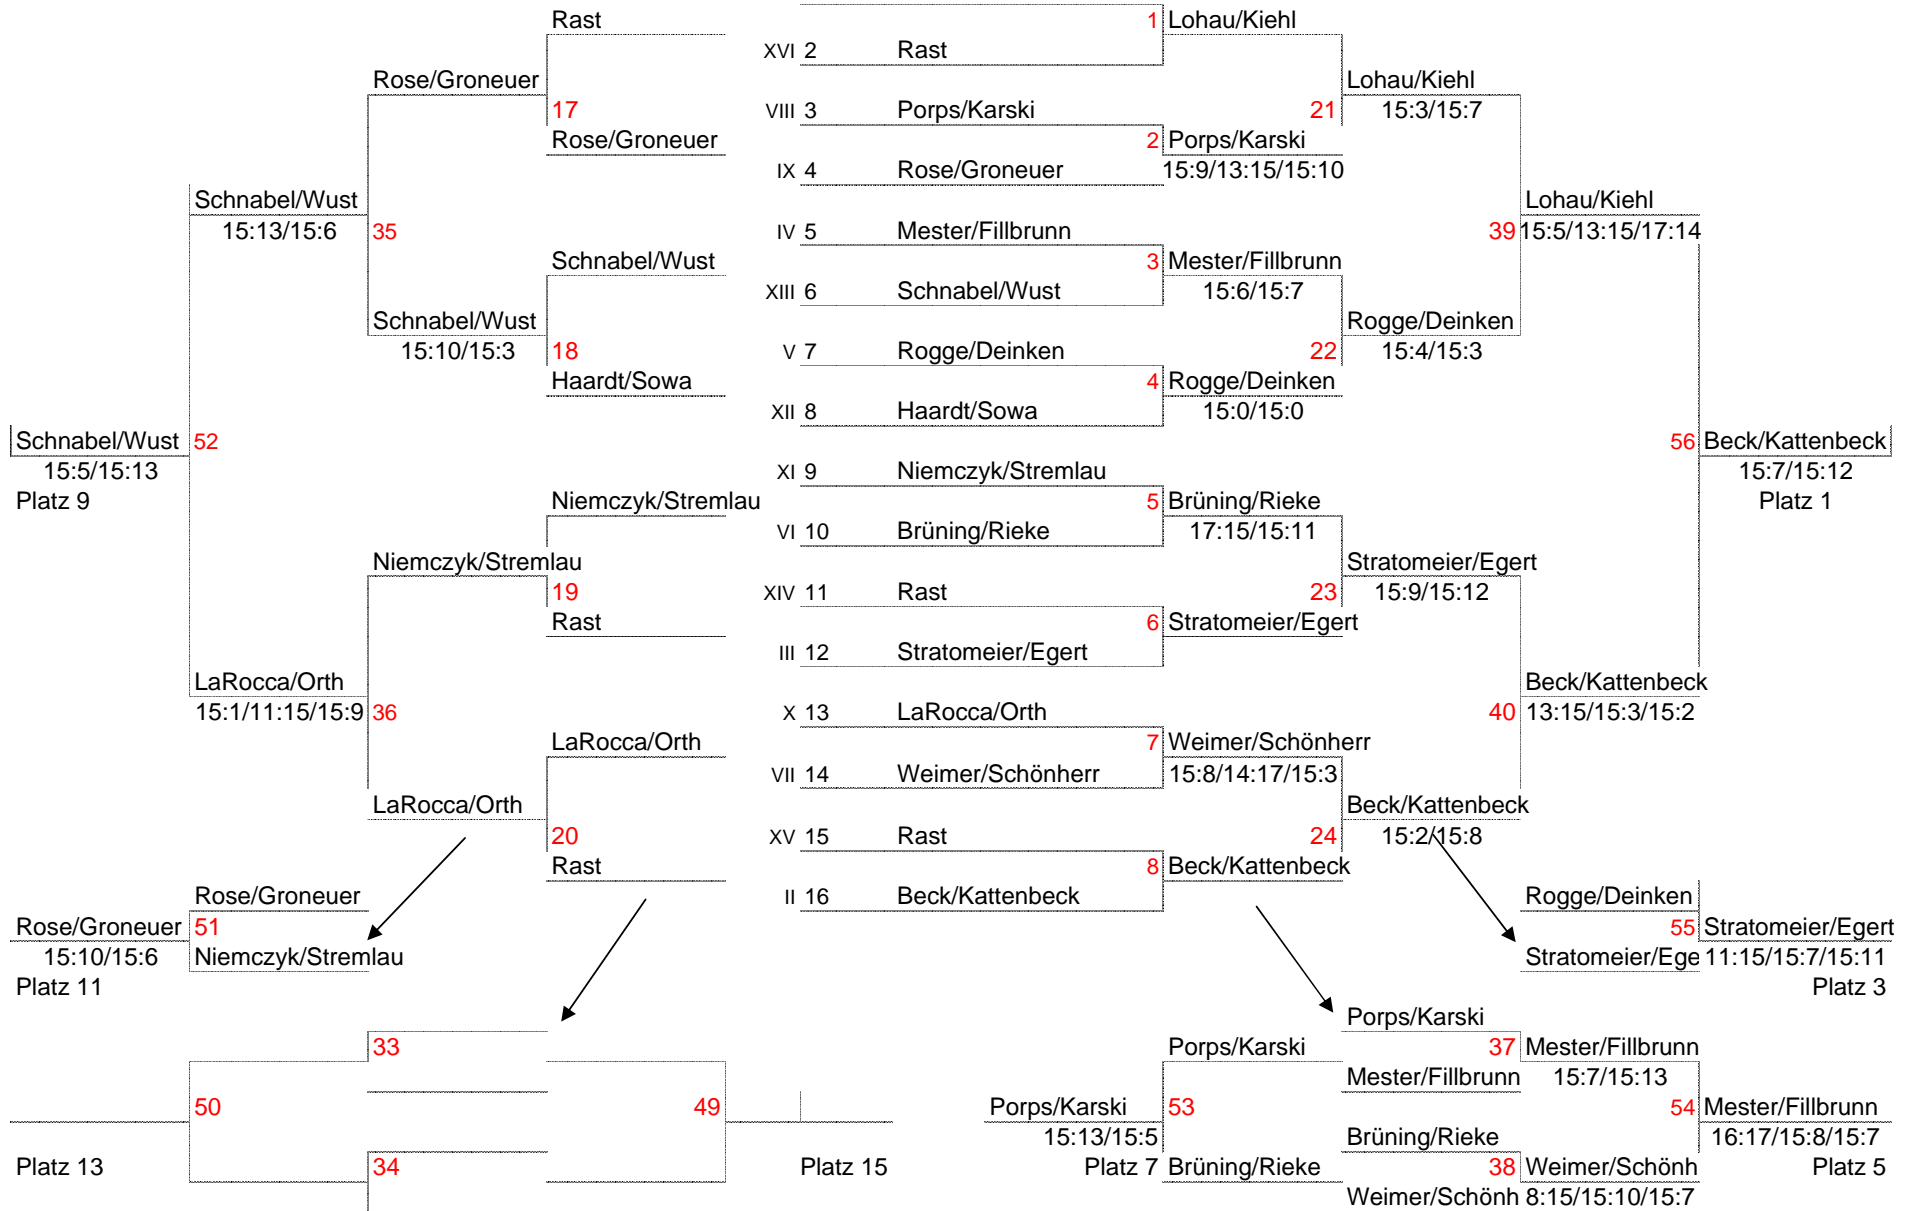 Rast
1 Lohau/Kiehl
XVI 2 Rast
Rose/Groneuer
Lohau/Kiehl
17
VIII 3 Porps/Karski
21
15:3/15:7
Rose/Groneuer
2 Porps/Karski
IX 4 Rose/Groneuer
15:9/13:15/15:10
Schnabel/Wust
Lohau/Kiehl
15:13/15:6
35
IV 5 Mester/Fillbrunn
39 15:5/13:15/17:14
Schnabel/Wust
3 Mester/Fillbrunn
XIII 6 Schnabel/Wust
15:6/15:7
Schnabel/Wust
Rogge/Deinken
15:10/15:3
18
V 7 Rogge/Deinken
22
15:4/15:3
Haardt/Sowa
4 Rogge/Deinken
XII 8 Haardt/Sowa
15:0/15:0
Schnabel/Wust
52
56 Beck/Kattenbeck
15:5/15:13
XI 9 Niemczyk/Stremlau
15:7/15:12
Platz 9
Niemczyk/Stremlau
5 Brüning/Rieke
Platz 1
VI 10 Brüning/Rieke
17:15/15:11
Niemczyk/Stremlau
Stratomeier/Egert
19
XIV 11 Rast
23
15:9/15:12
Rast
6 Stratomeier/Egert
III 12 Stratomeier/Egert
LaRocca/Orth
Beck/Kattenbeck
15:1/11:15/15:9
36
X 13 LaRocca/Orth
40 13:15/15:3/15:2
LaRocca/Orth
7 Weimer/Schönherr
VII 14 Weimer/Schönherr
15:8/14:17/15:3
LaRocca/Orth
Beck/Kattenbeck
20
XV 15 Rast
24
15:2/15:8
Rast
8 Beck/Kattenbeck
Rose/Groneuer
II 16 Beck/Kattenbeck
Rogge/Deinken
Rose/Groneuer
51
55 Stratomeier/Egert
15:10/15:6
Niemczyk/Stremlau
Stratomeier/Ege
11:15/15:7/15:11
Platz 11
Platz 3
Porps/Karski
33
Porps/Karski
37 Mester/Fillbrunn
Mester/Fillbrunn
15:7/15:13
50
49
Porps/Karski
53
54 Mester/Fillbrunn
15:13/15:5
Brüning/Rieke
16:17/15:8/15:7
Platz 13
34
Platz 15
Platz 7
Brüning/Rieke
38 Weimer/Schönh
Platz 5
Weimer/Schönh
8:15/15:10/15:7